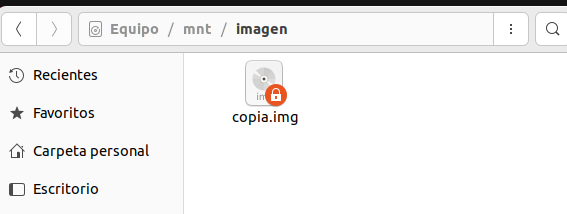 Equipo / mnt / imagen
Recientes
Favoritos
Carpeta personal
Escritorio
copia.img